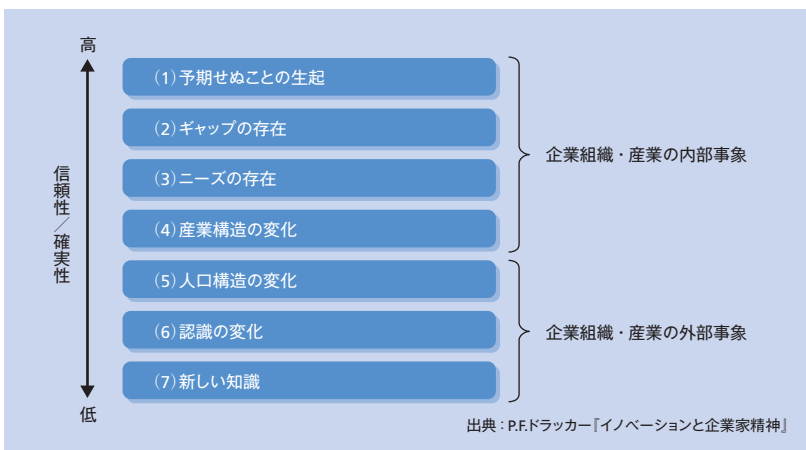 高
(1)予期せぬことの生起
(2)ギャップの存在
(3)ニーズの存在
(4)産業構造の変化
企業組織・産業の内部事象
信頼性/確実性
(5)人口構造の変化
(6)認識の変化
(7)新しい知識
企業組織・産業の外部事象
低
出典:P.F.ドラッカー『イノベーションと企業家精神』